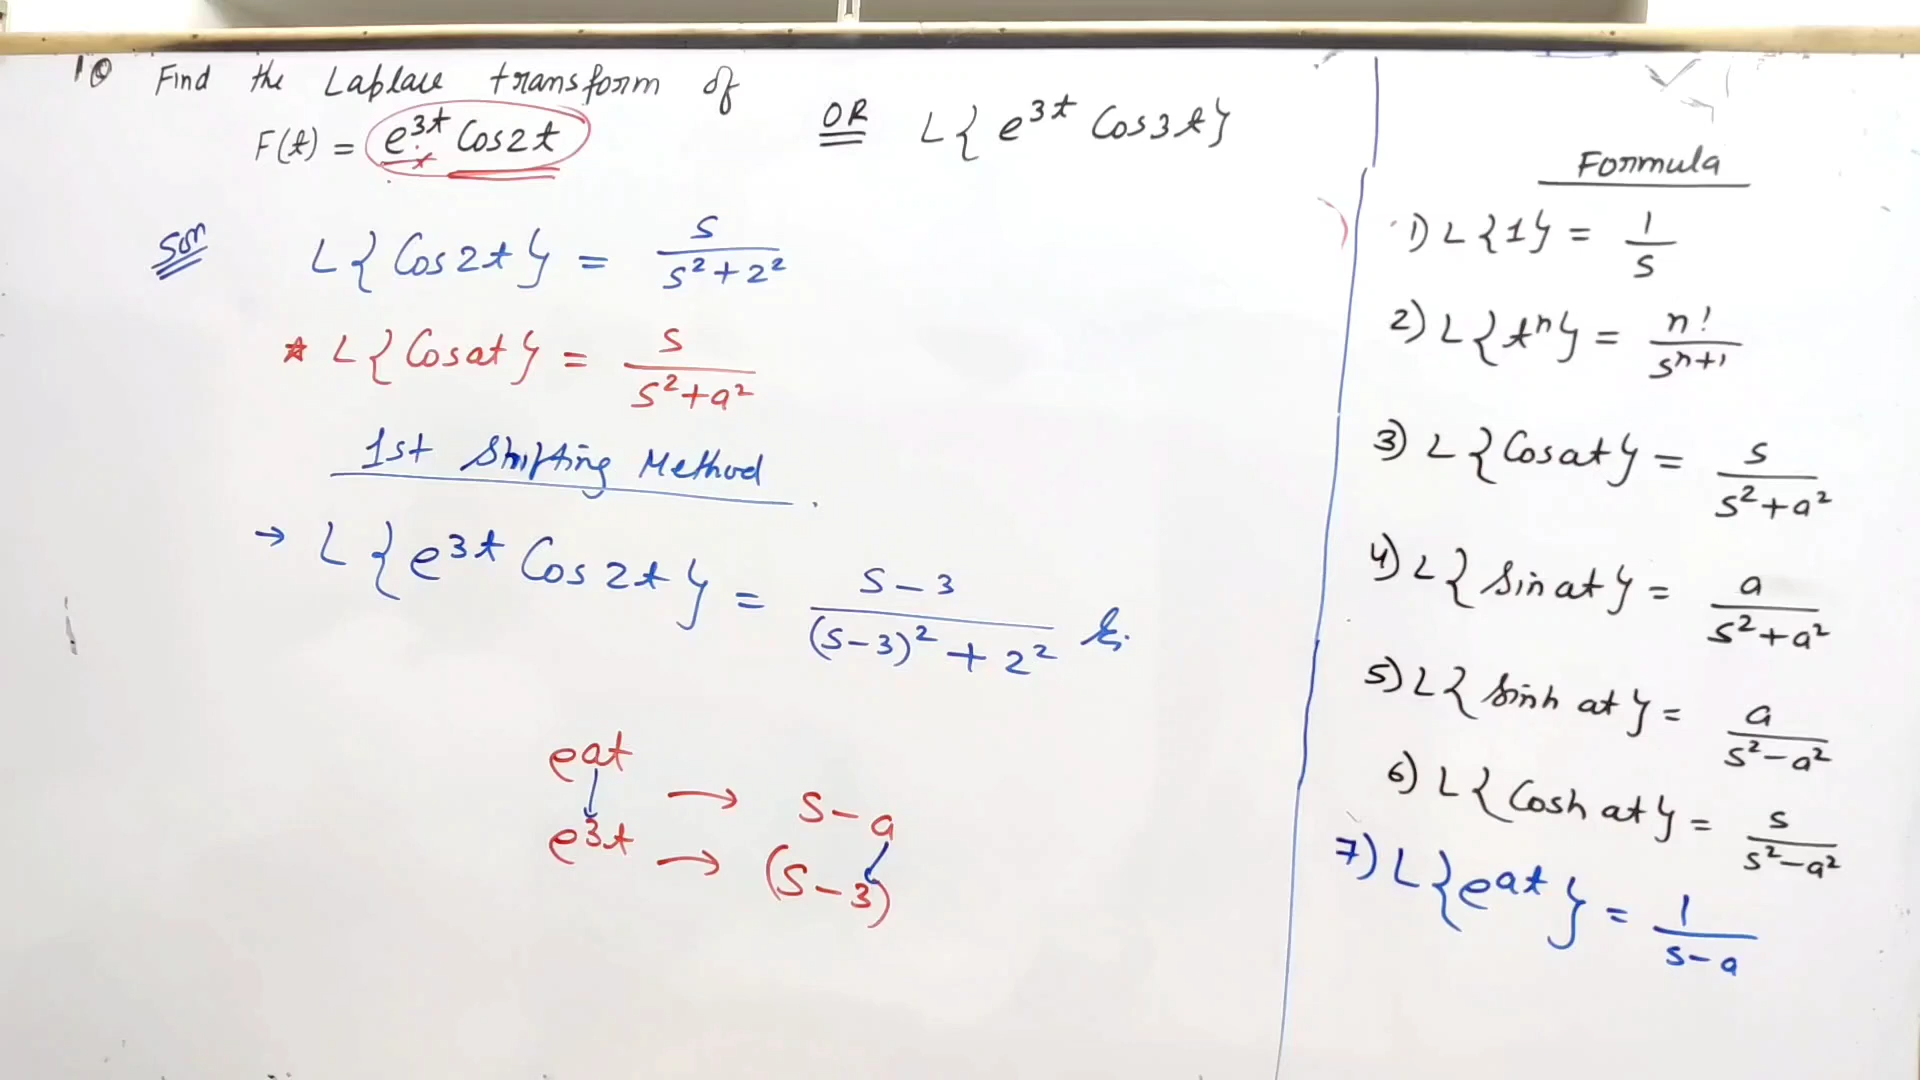 1Q Find the Laplace transform of
F(t) = e^3t Cos2t OR L{ e^3t Cos3t}
Soln L{ Cos2t } = s / s²+2²
* L{ Cosat } = s / s²+a²
1st Shifting Method
→ L{ e^3t Cos2t } = s-3 / (s-3)² + 2²
eat → s-a
e^3t → (s-3)
Formula
1) L{1} = 1 / s
2) L{t^n} = n! / s^n+1
3) L{Cosat} = s / s²+a²
4) L{Sinat} = a / s²+a²
5) L{Sinh at} = a / s²-a²
6) L{Cosh at} = s / s²-a²
7) L{e^at} = 1 / s-a